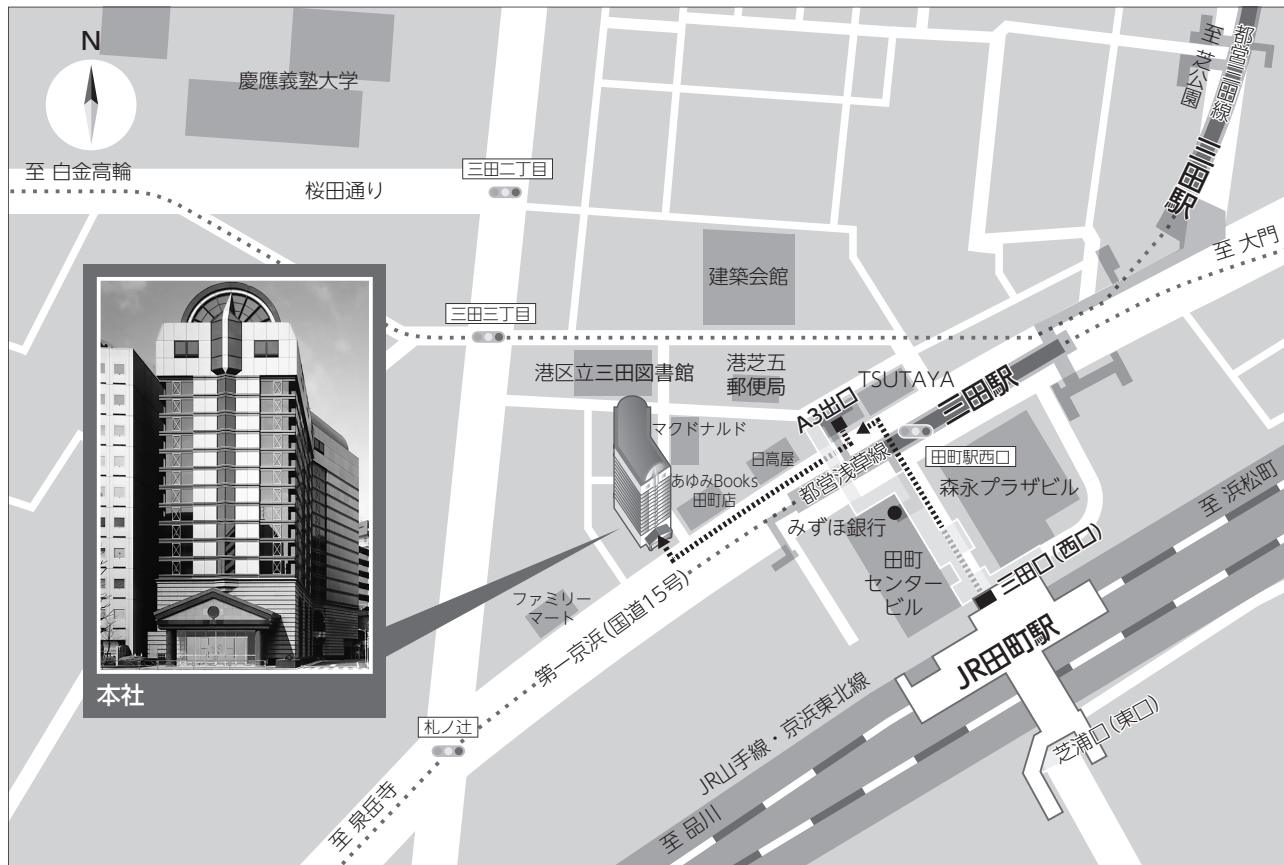 N
慶應義塾大学
至 白金高輪
桜田通り
三田二丁目
至 芝公園
都営三田線
三田駅
至 大門
建築会館
三田三丁目
港区立三田図書館
港芝五
郵便局
TSUTAYA
A3出口
三田駅
マクドナルド
日高屋
都営浅草線
田町駅西口
あゆみBooks
田町店
森永プラザビル
みずほ銀行
至 浜松町
田町
センター
ビル
三田口(西口)
ファミリー
マート
第一京浜(国道15号)
JR田町駅
本社
札ノ辻
JR山手線・京浜東北線
芝浦口(東口)
至 泉岳寺
至 品川